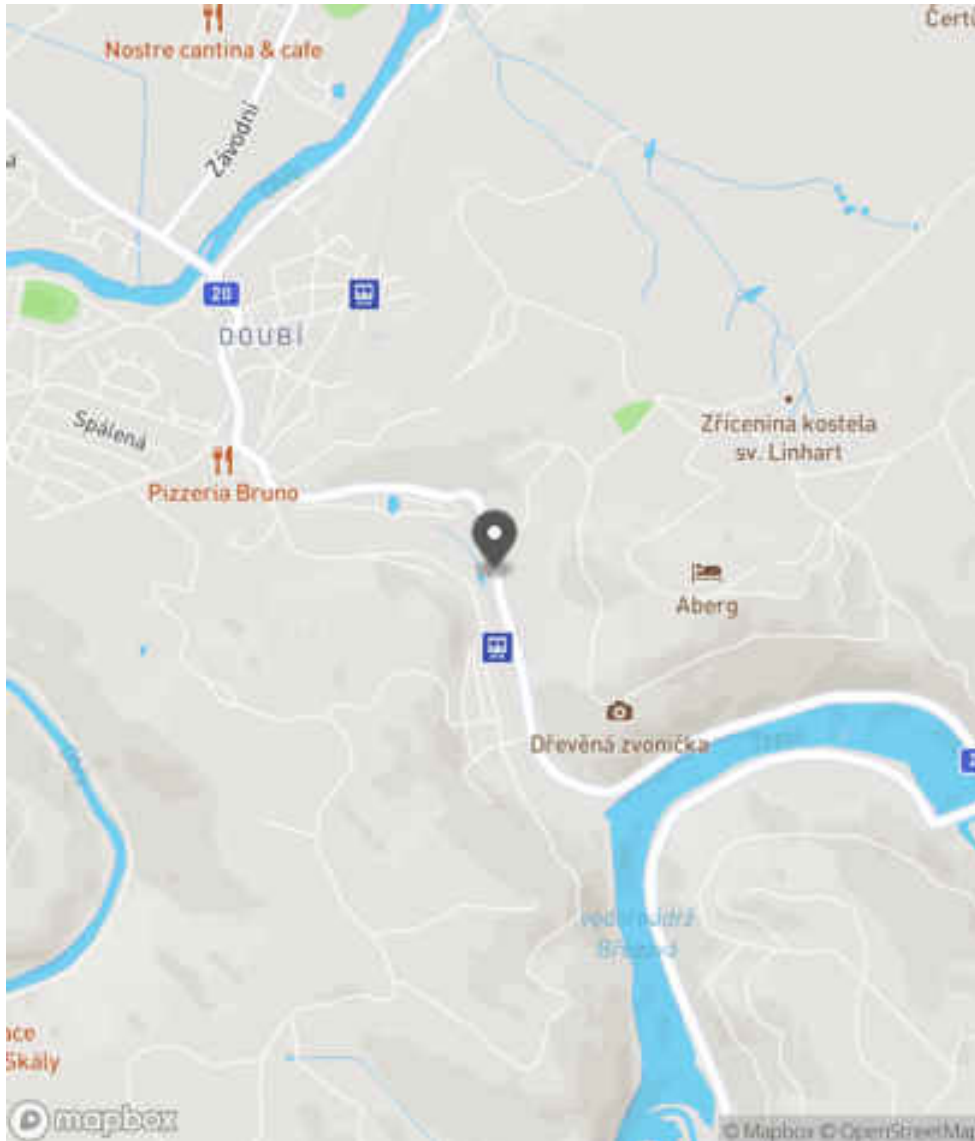 Nostre cantina & cafe
Závodní
20
DOUBÍ
Spálená
Pizzeria Bruno
Zřícenina kostela
sv. Linhart
Aberg
Dřevěná zvonička
Skály
mapbox
© Mapbox © OpenStreetMap